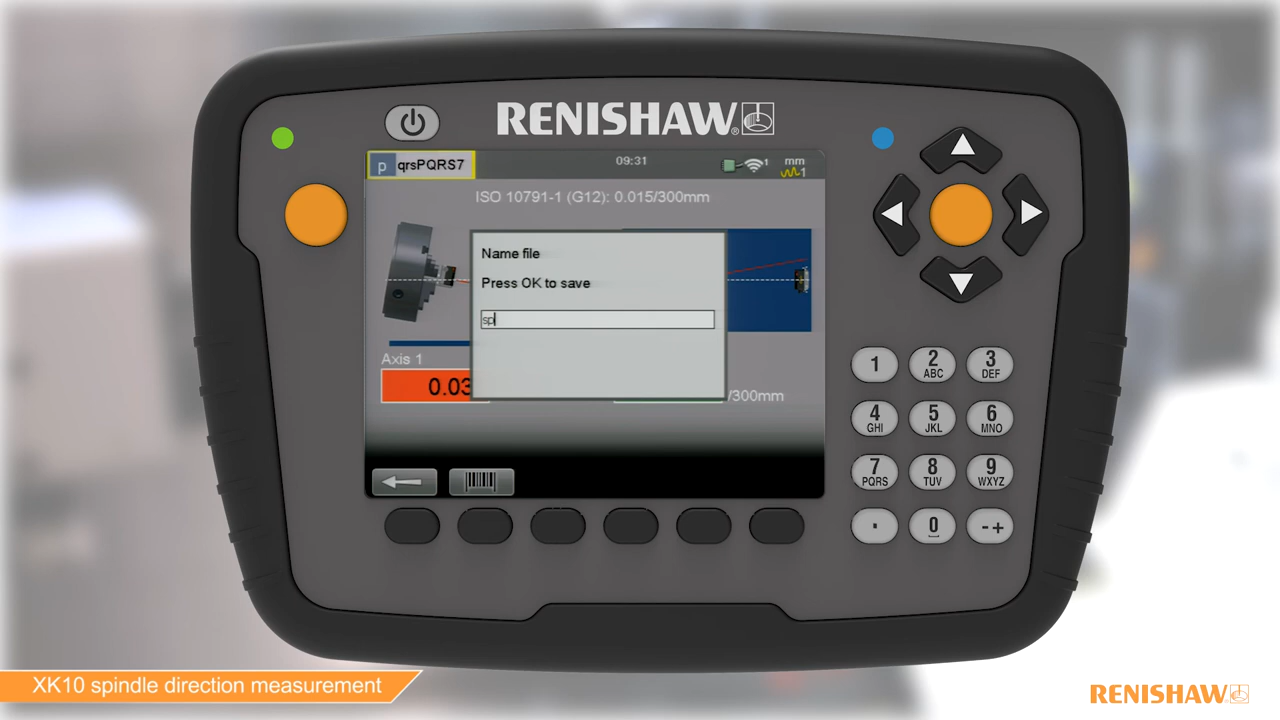 RENISHAW
p qrsPQRS7 09:31 1 mm
1
ISO 10791-1 (G12): 0.015/300mm
Name file
Press OK to save
sp
Axis 1
0.03
/300mm
1
2
ABC
3
DEF
4
GHI
5
JKL
6
MNO
7
PQRS
8
TUV
9
WXYZ
.
0
-+
XK10 spindle direction measurement
RENISHAW